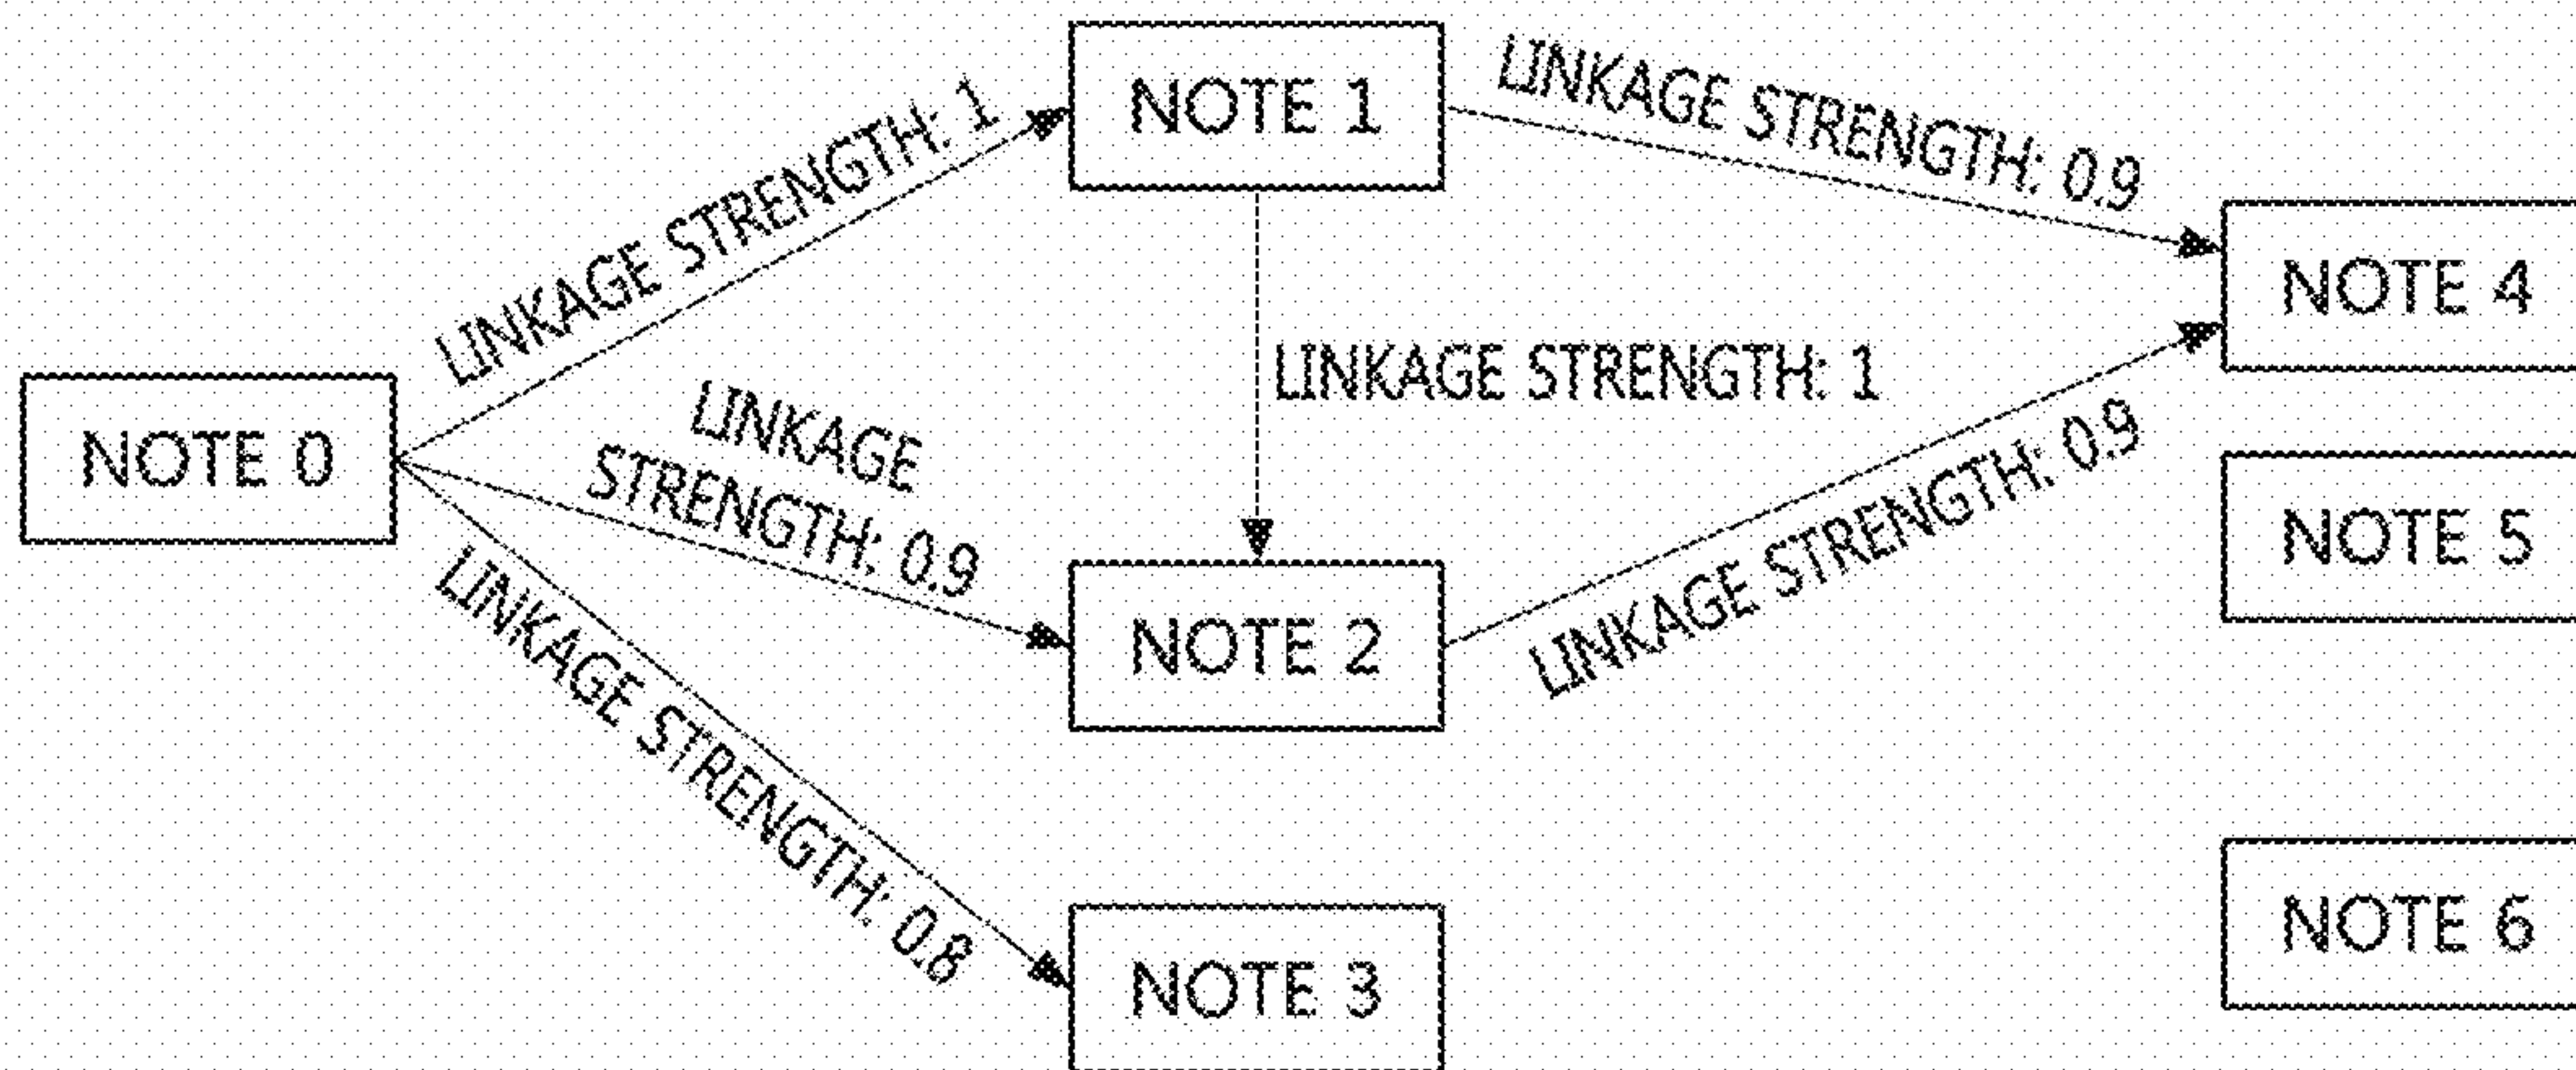 NOTE 1
LINKAGE STRENGTH: 0.9
LINKAGE STRENGTH: 1
NOTE 4
LINKAGE STRENGTH: 1
NOTE 0
LINKAGE
STRENGTH: 0.9
LINKAGE STRENGTH: 0.9
NOTE 5
NOTE 2
LINKAGE STRENGTH: 0.8
NOTE 6
NOTE 3